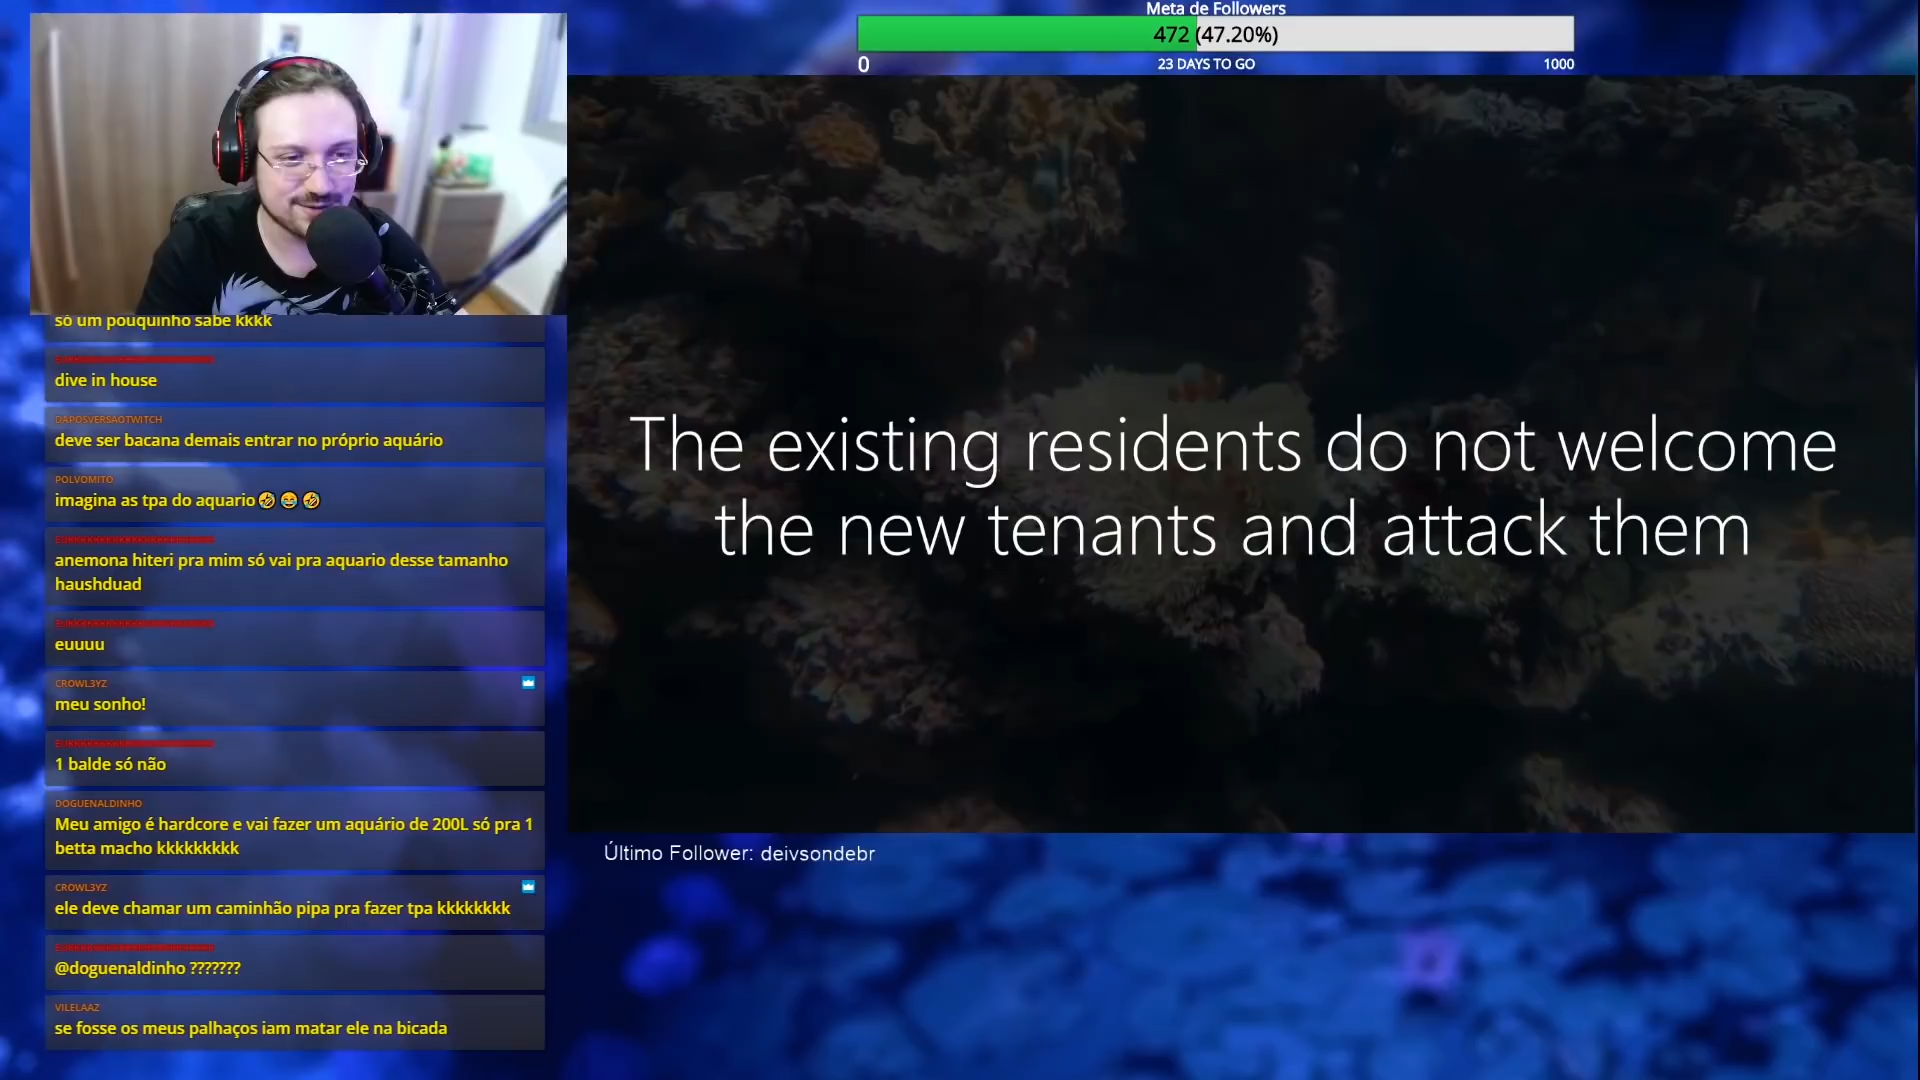 Meta de Followers
472 (47.20%)
0
23 DAYS TO GO
1000
só um pouquinho sabe kkkk
dive in house
DAPOSVERSAOTWITCH
deve ser bacana demais entrar no próprio aquário
POLVOMITO
imagina as tpa do aquario🤣😂🤣
anemona hiteri pra mim só vai pra aquario desse tamanho
haushduad
euuuu
CROWL3YZ
meu sonho!
1 balde só não
DOGUENALDINHO
Meu amigo é hardcore e vai fazer um aquário de 200L só pra 1
betta macho kkkkkkkkk
CROWL3YZ
ele deve chamar um caminhão pipa pra fazer tpa kkkkkkkk
@doguenaldinho ???????
VILELAAZ
se fosse os meus palhaços iam matar ele na bicada
The existing residents do not welcome
the new tenants and attack them
Último Follower: deivsondebr